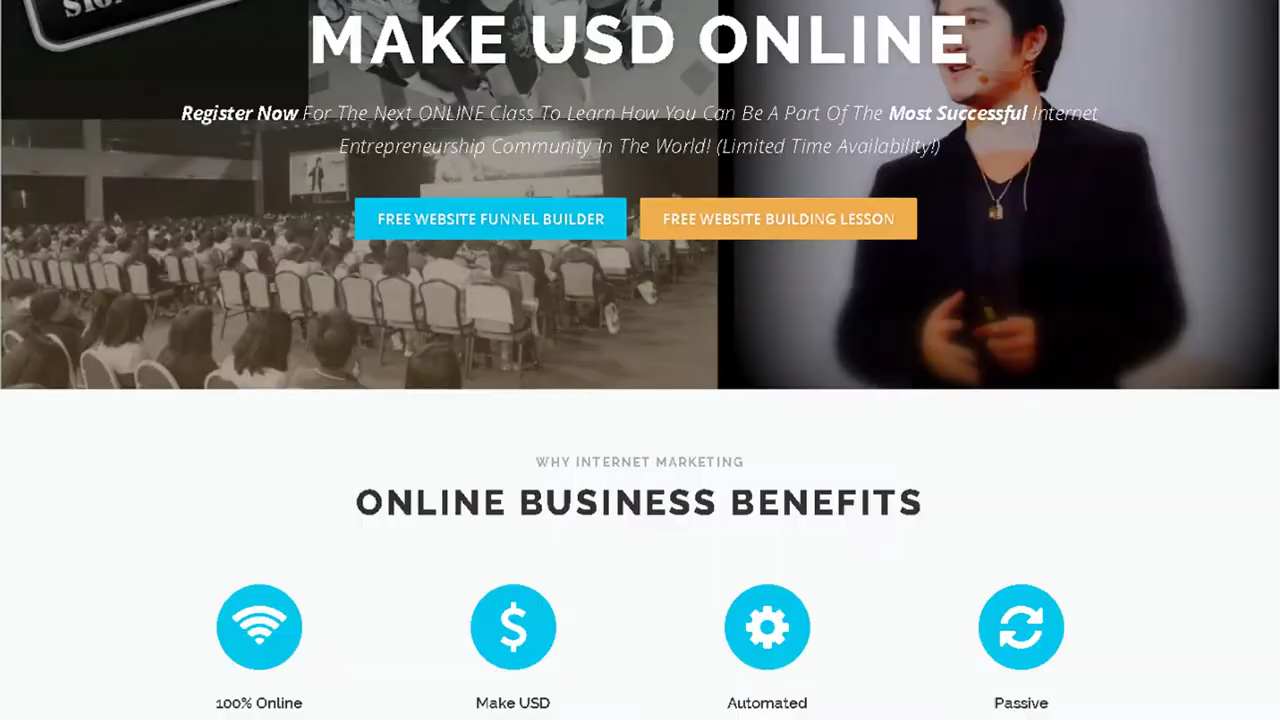 MAKE USD ONLINE
Register Now For The Next ONLINE Class To Learn How You Can Be A Part Of The Most Successful Internet
Entrepreneurship Community In The World! (Limited Time Availability!)
FREE WEBSITE FUNNEL BUILDER
FREE WEBSITE BUILDING LESSON
WHY INTERNET MARKETING
ONLINE BUSINESS BENEFITS
100% Online
Make USD
Automated
Passive